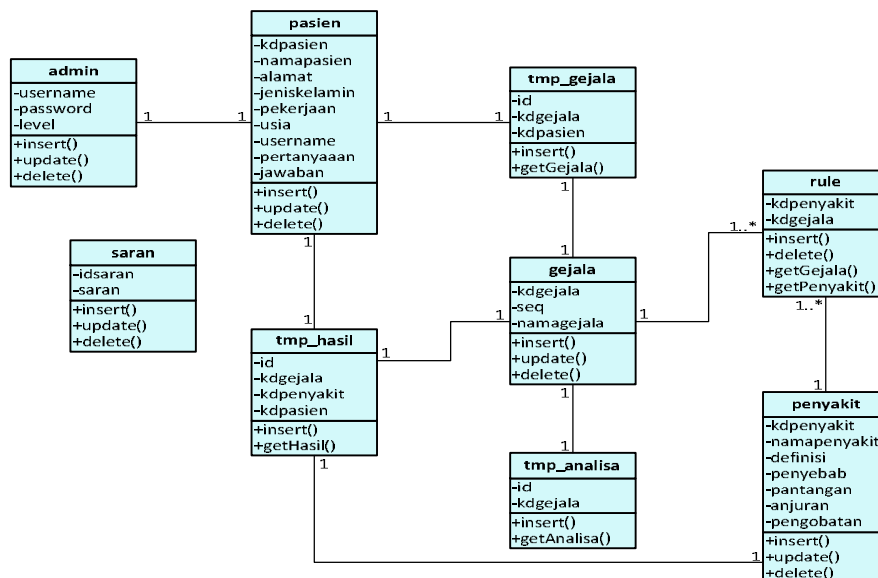 admin
-username
-password
-level
+insert()
+update()
+delete()
1
1
pasien
-kdpasien
-namapasien
-alamat
-jeniskelamin
-pekerjaan
-usia
-username
-pertanyaaan
-jawaban
+insert()
+update()
+delete()
1
1
1
1
tmp_gejala
-id
-kdgejala
-kdpasien
+insert()
+getGejala()
1
1
saran
-idsaran
-saran
+insert()
+update()
+delete()
tmp_hasil
-id
-kdgejala
-kdpenyakit
-kdpasien
+insert()
+getHasil()
1
1
1
1
gejala
-kdgejala
-seq
-namagejala
+insert()
+update()
+delete()
1
1..*
1
1
tmp_analisa
-id
-kdgejala
+insert()
+getAnalisa()
rule
-kdpenyakit
-kdgejala
+insert()
+delete()
+getGejala()
+getPenyakit()
1..*
1
penyakit
-kdpenyakit
-namapenyakit
-definisi
-penyebab
-pantangan
-anjuran
-pengobatan
+insert()
+update()
+delete()